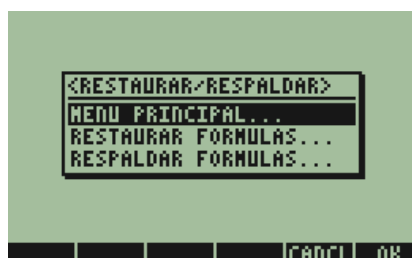 <RESTAURAR/RESPALDAR>
MENU PRINCIPAL...
RESTAURAR FORMULAS...
RESPALDAR FORMULAS...
CANCL OK